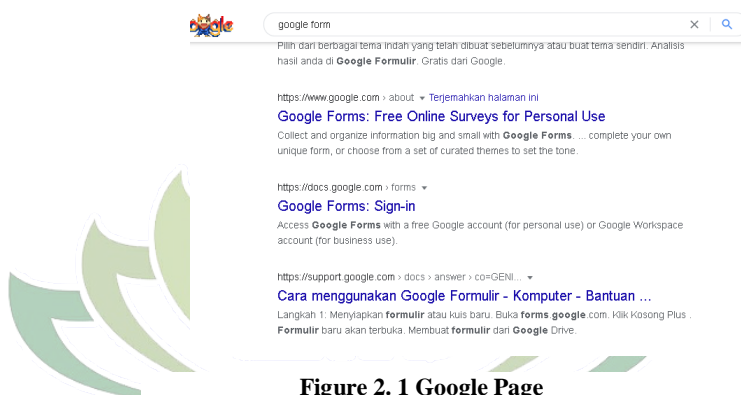 google form
Pilih dari berbagai tema indah yang telah dibuat sebelumnya atau buat tema sendiri. Analisis
hasil anda di Google Formulir. Gratis dari Google.
https://www.google.com › about ▾ Terjemahkan halaman ini
Google Forms: Free Online Surveys for Personal Use
Collect and organize information big and small with Google Forms. ... complete your own
unique form, or choose from a set of curated themes to set the tone.
https://docs.google.com › forms ▾
Google Forms: Sign-in
Access Google Forms with a free Google account (for personal use) or Google Workspace
account (for business use).
https://support.google.com › docs › answer › co=GENI... ▾
Cara menggunakan Google Formulir - Komputer - Bantuan ...
Langkah 1: Menyiapkan formulir atau kuis baru. Buka forms.google.com. Klik Kosong Plus .
Formulir baru akan terbuka. Membuat formulir dari Google Drive.
Figure 2. 1 Google Page